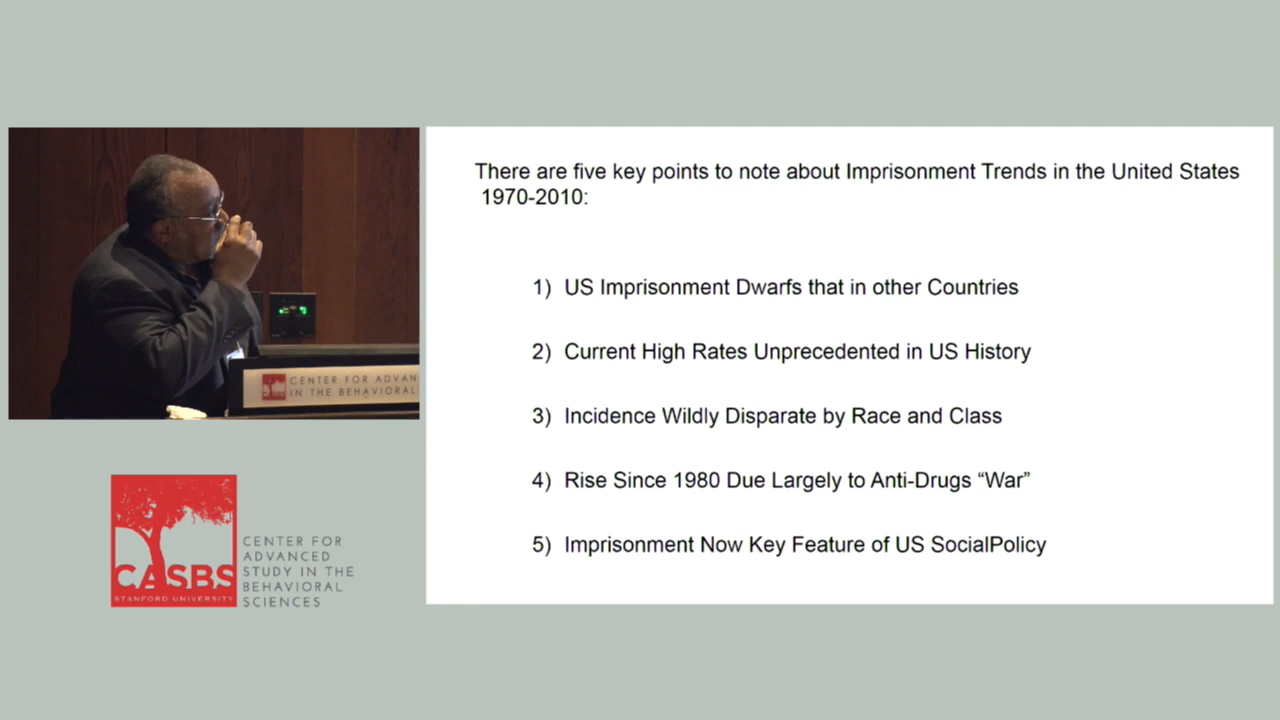 There are five key points to note about Imprisonment Trends in the United States
1970-2010:
1) US Imprisonment Dwarfs that in other Countries
2) Current High Rates Unprecedented in US History
3) Incidence Wildly Disparate by Race and Class
4) Rise Since 1980 Due Largely to Anti-Drugs “War”
5) Imprisonment Now Key Feature of US SocialPolicy
CENTER FOR ADVAN
IN THE BEHAVIORAL
CASBS
STANFORD UNIVERSITY
CENTER FOR
ADVANCED
STUDY IN THE
BEHAVIORAL
SCIENCES